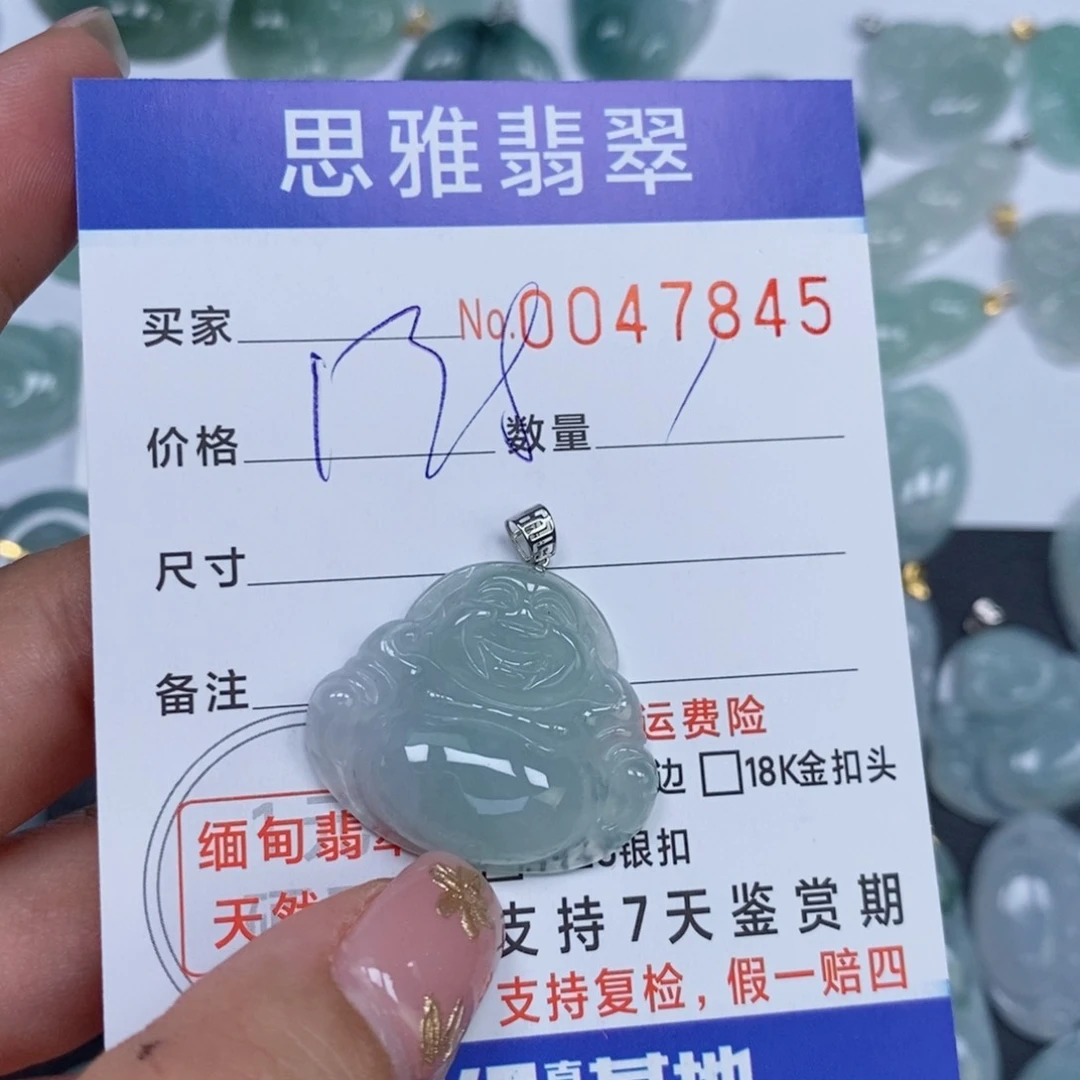 思雅翡翠
买家 No.0047845
价格 数量
尺寸
备注
运费险
边 □18K金扣头
缅甸翡翠
银扣
天然
支持7天鉴赏期
支持复检，假一赔四
基地